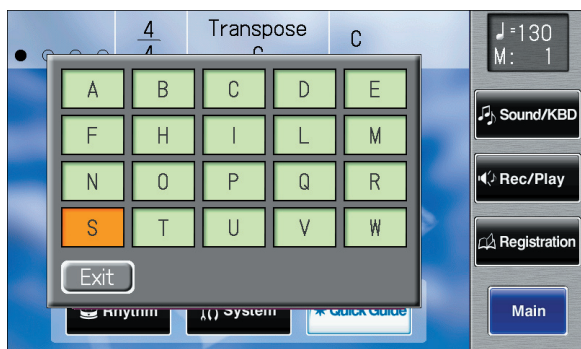 4
4
Transpose
C
♩=130
M: 1
A B C D E
F H I L M
N O P Q R
S T U V W
Exit
Sound/KBD
Rec/Play
Registration
Main
Rhythm
System
Quick Guide